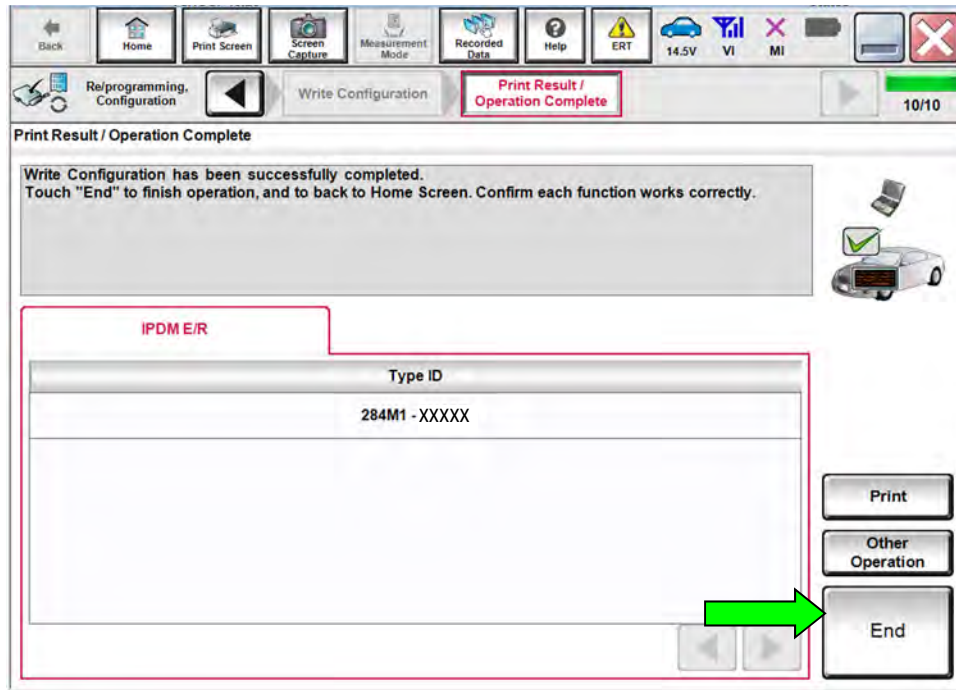 Back
Home
Print Screen
Screen
Capture
Measurement
Mode
Recorded
Data
Help
ERT
14.5V
VI
MI
Re/programming,
Configuration
Write Configuration
Print Result /
Operation Complete
10/10
Print Result / Operation Complete
Write Configuration has been successfully completed.
Touch "End" to finish operation, and to back to Home Screen. Confirm each function works correctly.
IPDM E/R
Type ID
284M1 - XXXXX
Print
Other
Operation
End